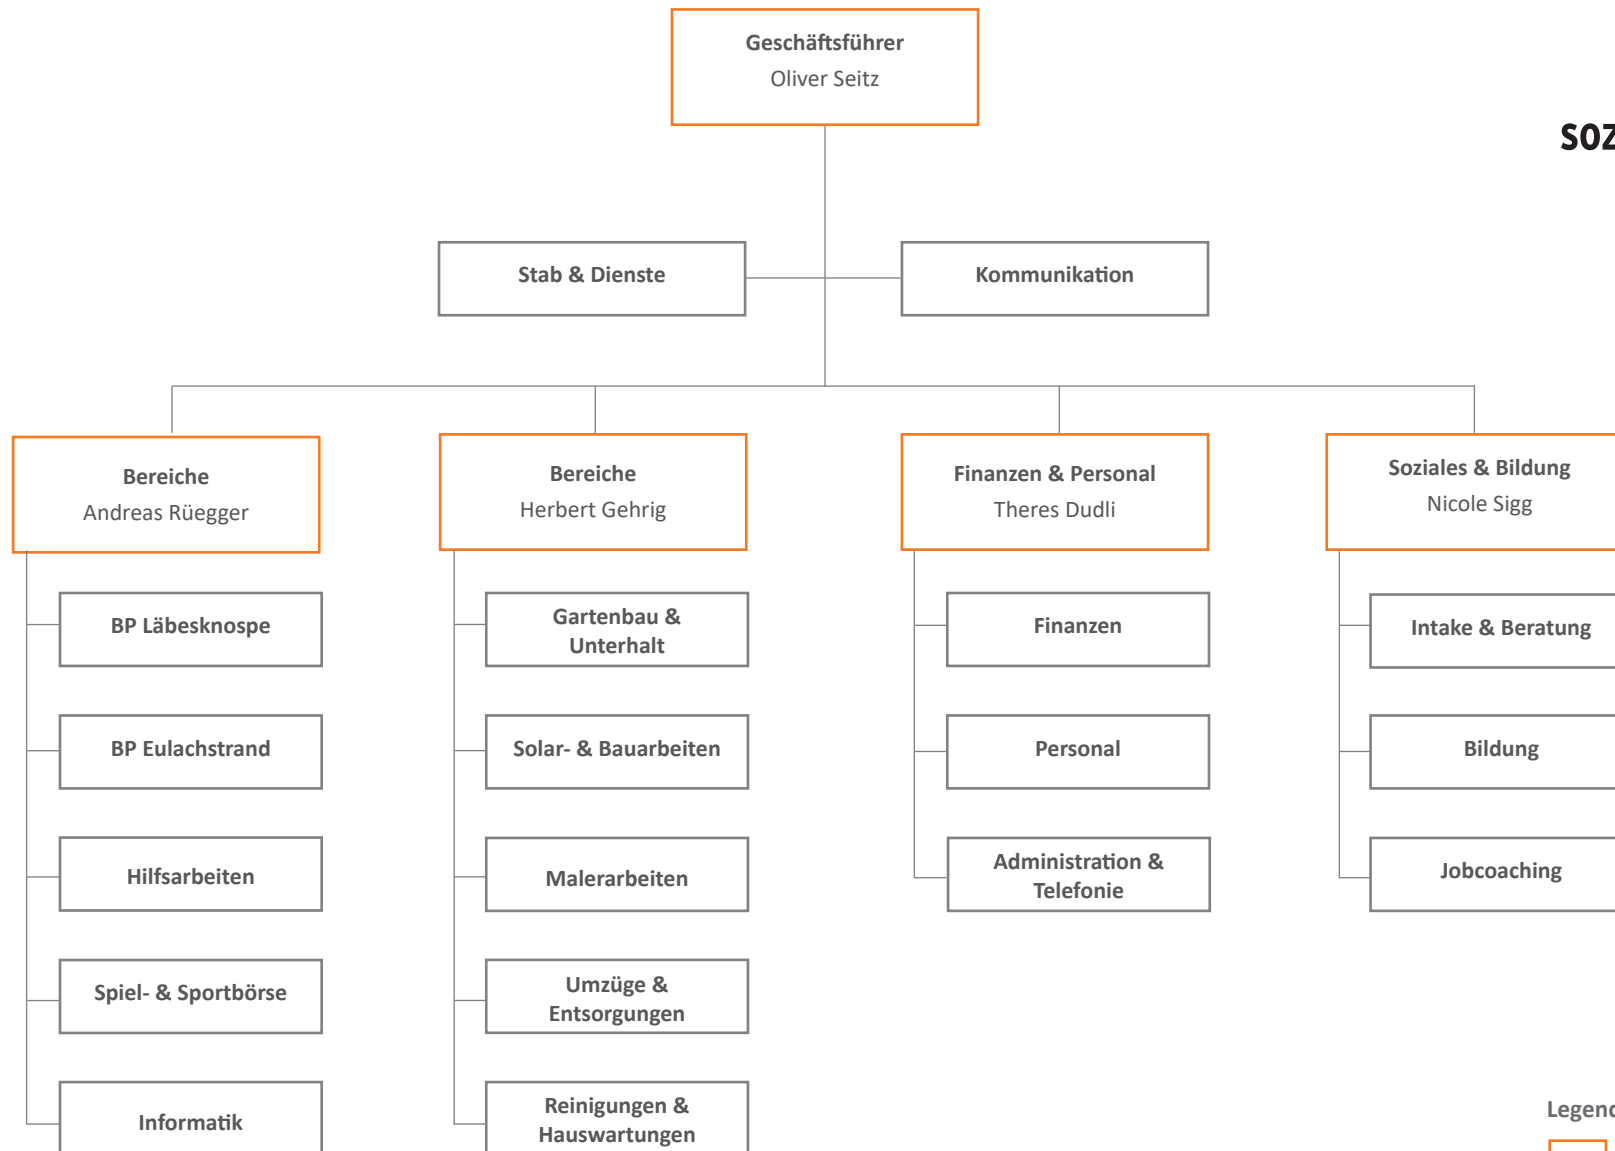 Geschäftsführer
Oliver Seitz
SOZ
Stab & Dienste
Kommunikation
Bereiche
Andreas Rüegger
Bereiche
Herbert Gehrig
Finanzen & Personal
Theres Dudli
Soziales & Bildung
Nicole Sigg
BP Läbesknospe
BP Eulachstrand
Hilfsarbeiten
Spiel- & Sportbörse
Informatik
Gartenbau &
Unterhalt
Solar- & Bauarbeiten
Malerarbeiten
Umzüge &
Entsorgungen
Reinigungen &
Hauswartungen
Finanzen
Personal
Administration &
Telefonie
Intake & Beratung
Bildung
Jobcoaching
Legend